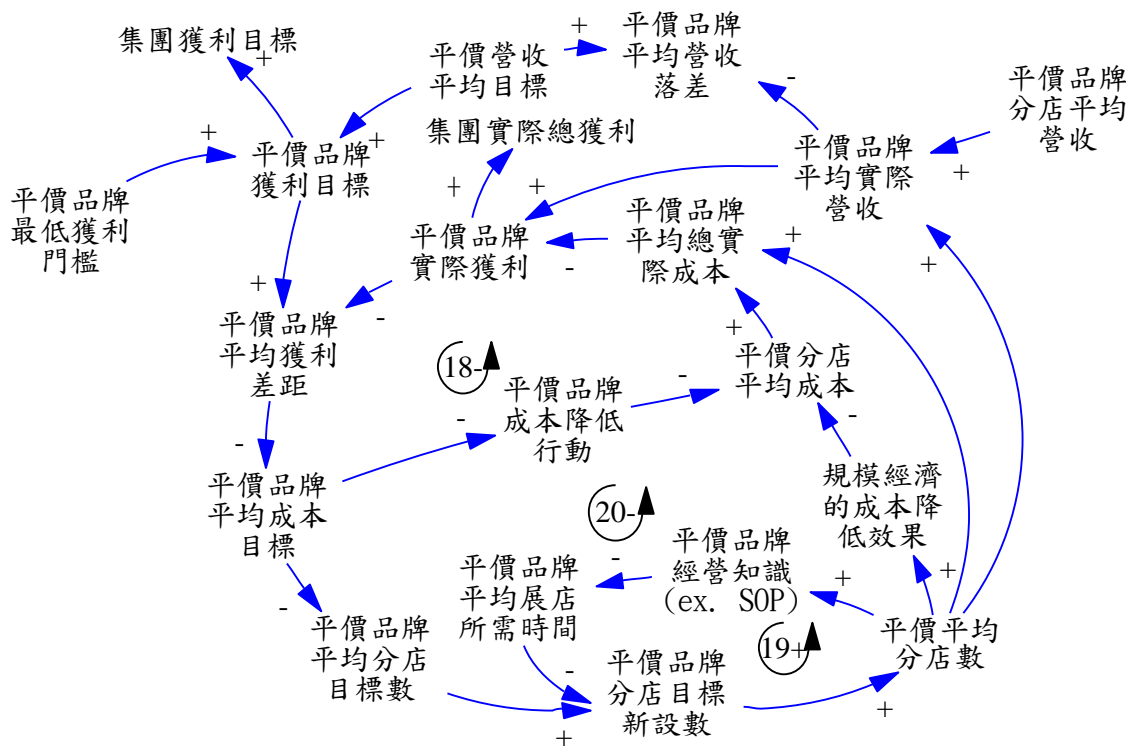 集團獲利目標
+
平價營收
平均目標
+
平價品牌
平均營收
落差
-
平價品牌
分店平均
營收
+
+
平價品牌
獲利目標
集團實際總獲利
平價品牌
平均實際
營收
+
平價品牌
最低獲利
門檻
+
+
平價品牌
實際獲利
-
平價品牌
平均總實
際成本
+
+
+
平價品牌
平均獲利
差距
-
18-
平價品牌
成本降低
行動
-
平價分店
平均成本
+
-
-
-
平價品牌
平均成本
目標
規模經濟
的成本降
低效果
20-
平價品牌
平均展店
所需時間
-
平價品牌
經營知識
(ex. SOP)
+
+
-
平價品牌
平均分店
目標數
19+
平價平均
分店數
-
平價品牌
分店目標
新設數
+
+